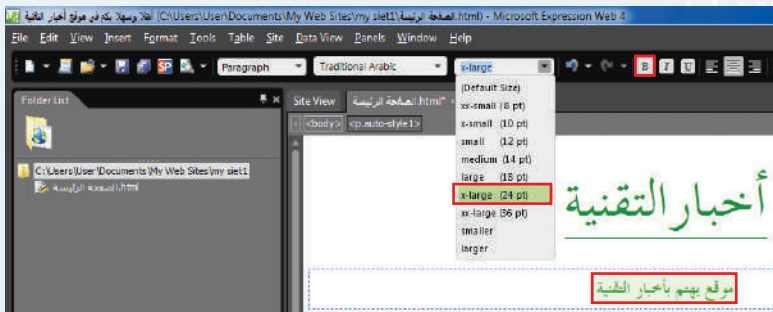 أهلا وسهلا بكم في موقع أخبار التقنية (C:\Users\User\Documents\My Web Sites\my siet1\الصفحة الرئيسة.html) - Microsoft Expression Web 4
File Edit View Insert Format Tools Table Site Data View Panels Window Help
Paragraph Traditional Arabic x-large B I U
Folder List
Site View الصفحة الرئيسة.html*
<body> <p.auto-style1>
C:\Users\User\Documents\My Web Sites\my siet1
الصفحة الرئيسة.html
(Default Size)
xx-small (8 pt)
x-small (10 pt)
small (12 pt)
medium (14 pt)
large (18 pt)
x-large (24 pt)
xx-large (36 pt)
smaller
larger
أخبار التقنية
موقع يهتم بأخبار التقنية